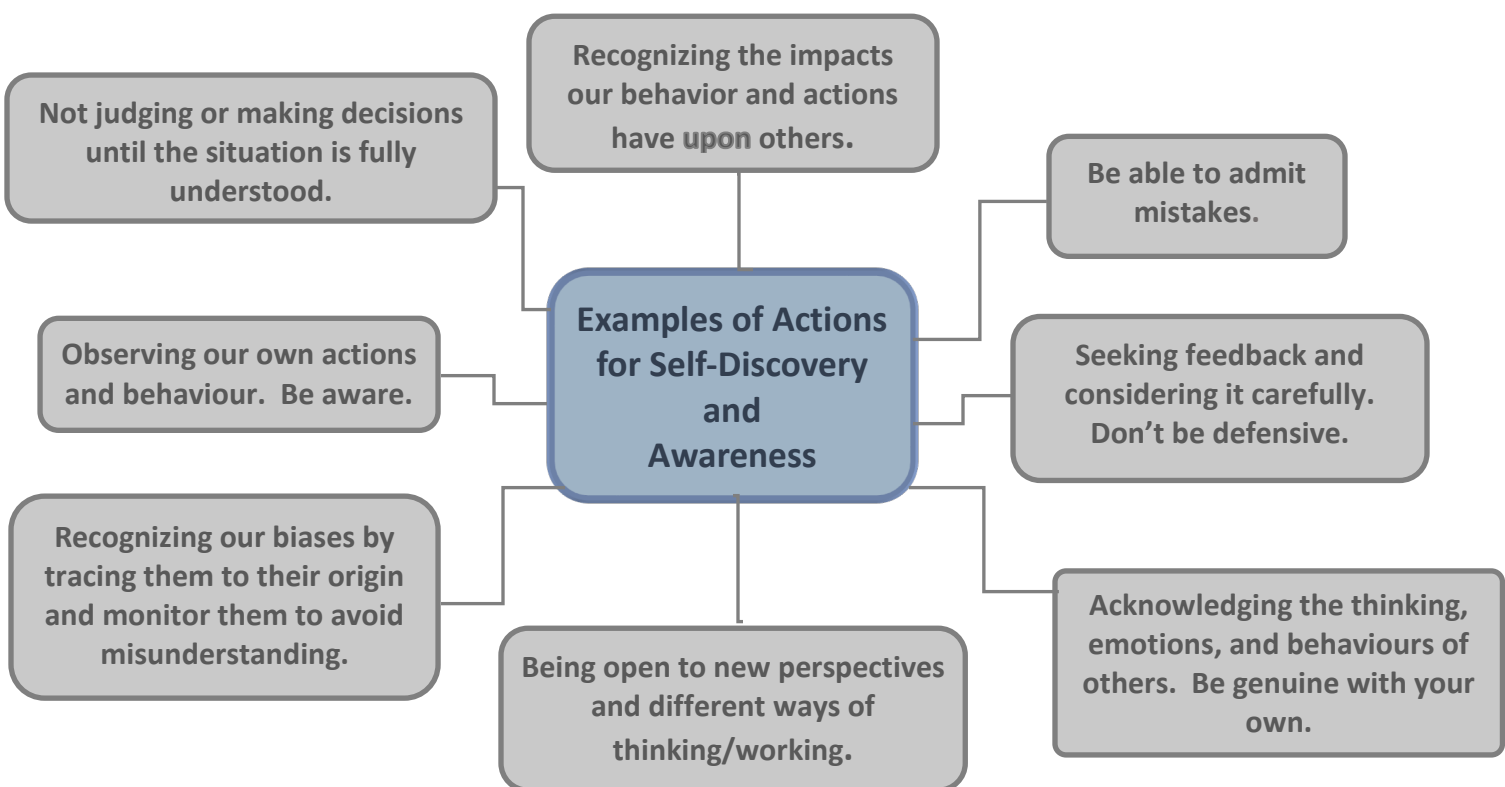 Recognizing the impacts
our behavior and actions
have upon others.
Not judging or making decisions
until the situation is fully
understood.
Be able to admit
mistakes.
Examples of Actions
for Self-Discovery
and
Awareness
Observing our own actions
and behaviour.  Be aware.
Seeking feedback and
considering it carefully.
Don’t be defensive.
Recognizing our biases by
tracing them to their origin
and monitor them to avoid
misunderstanding.
Acknowledging the thinking,
emotions, and behaviours of
others.  Be genuine with your
own.
Being open to new perspectives
and different ways of
thinking/working.